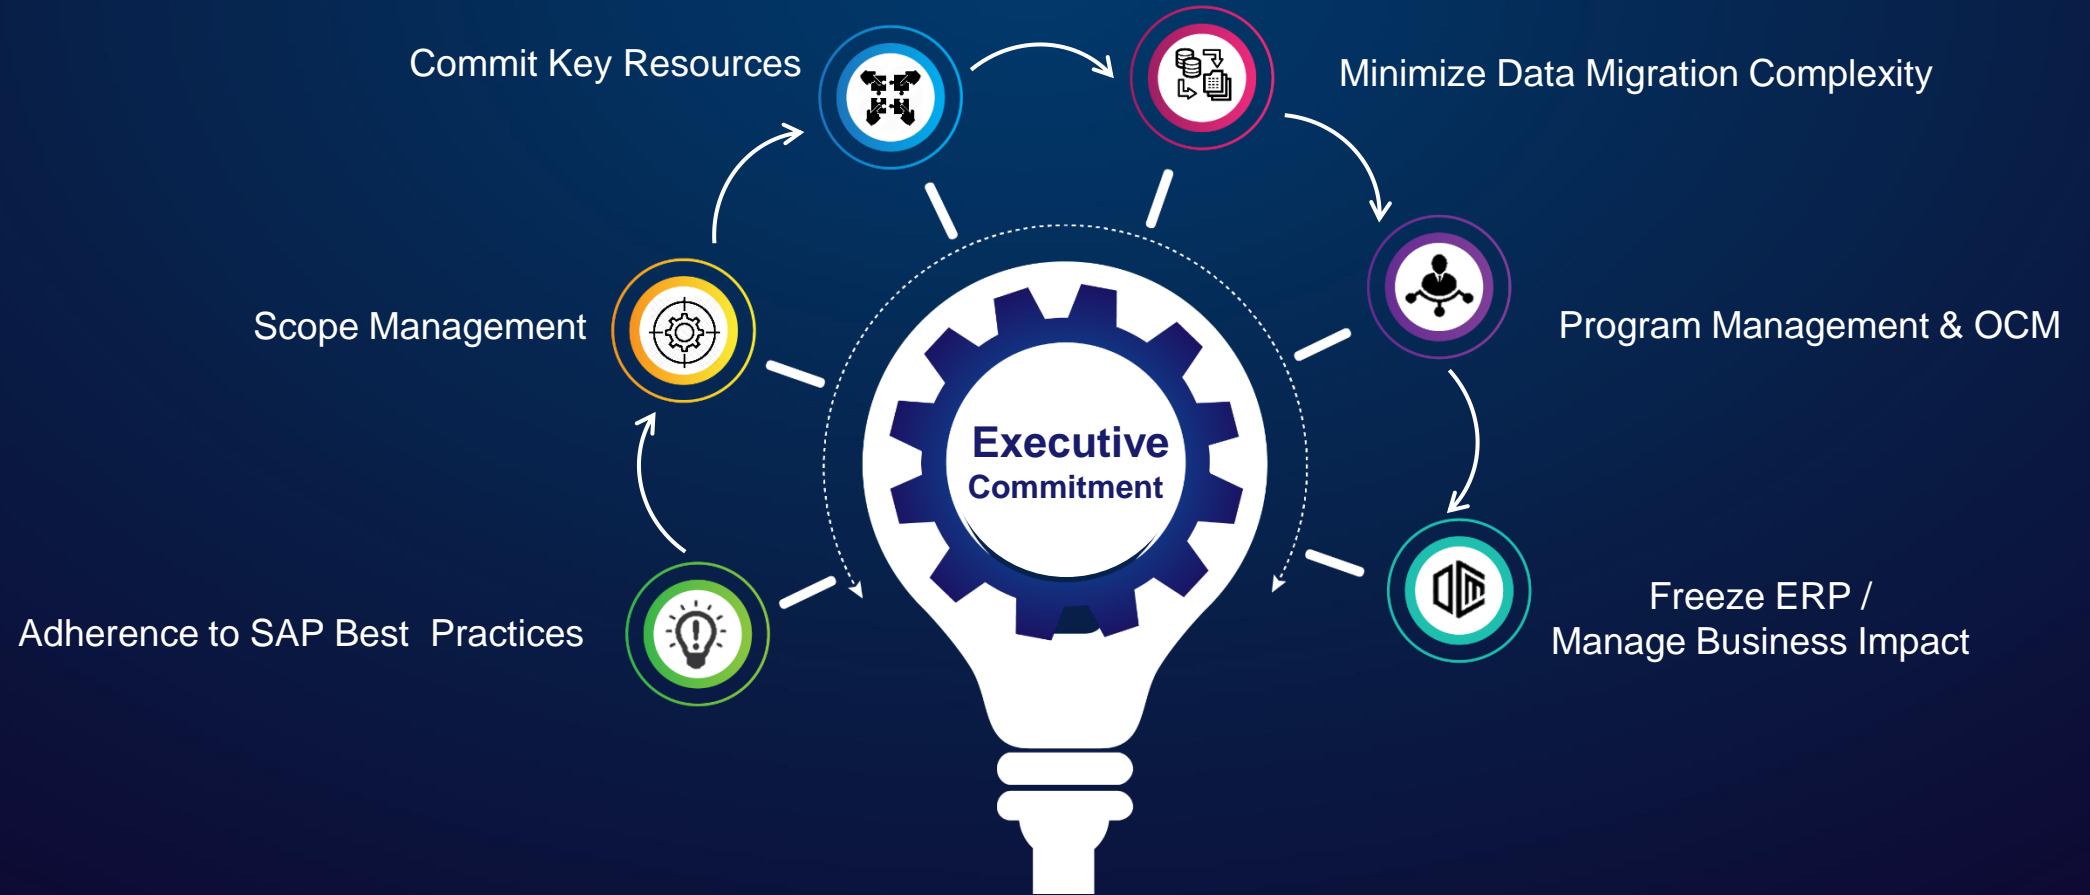 Commit Key Resources
Minimize Data Migration Complexity
Scope Management
Program Management & OCM
Executive
Commitment
Adherence to SAP Best  Practices
Freeze ERP /
Manage Business Impact
OCM